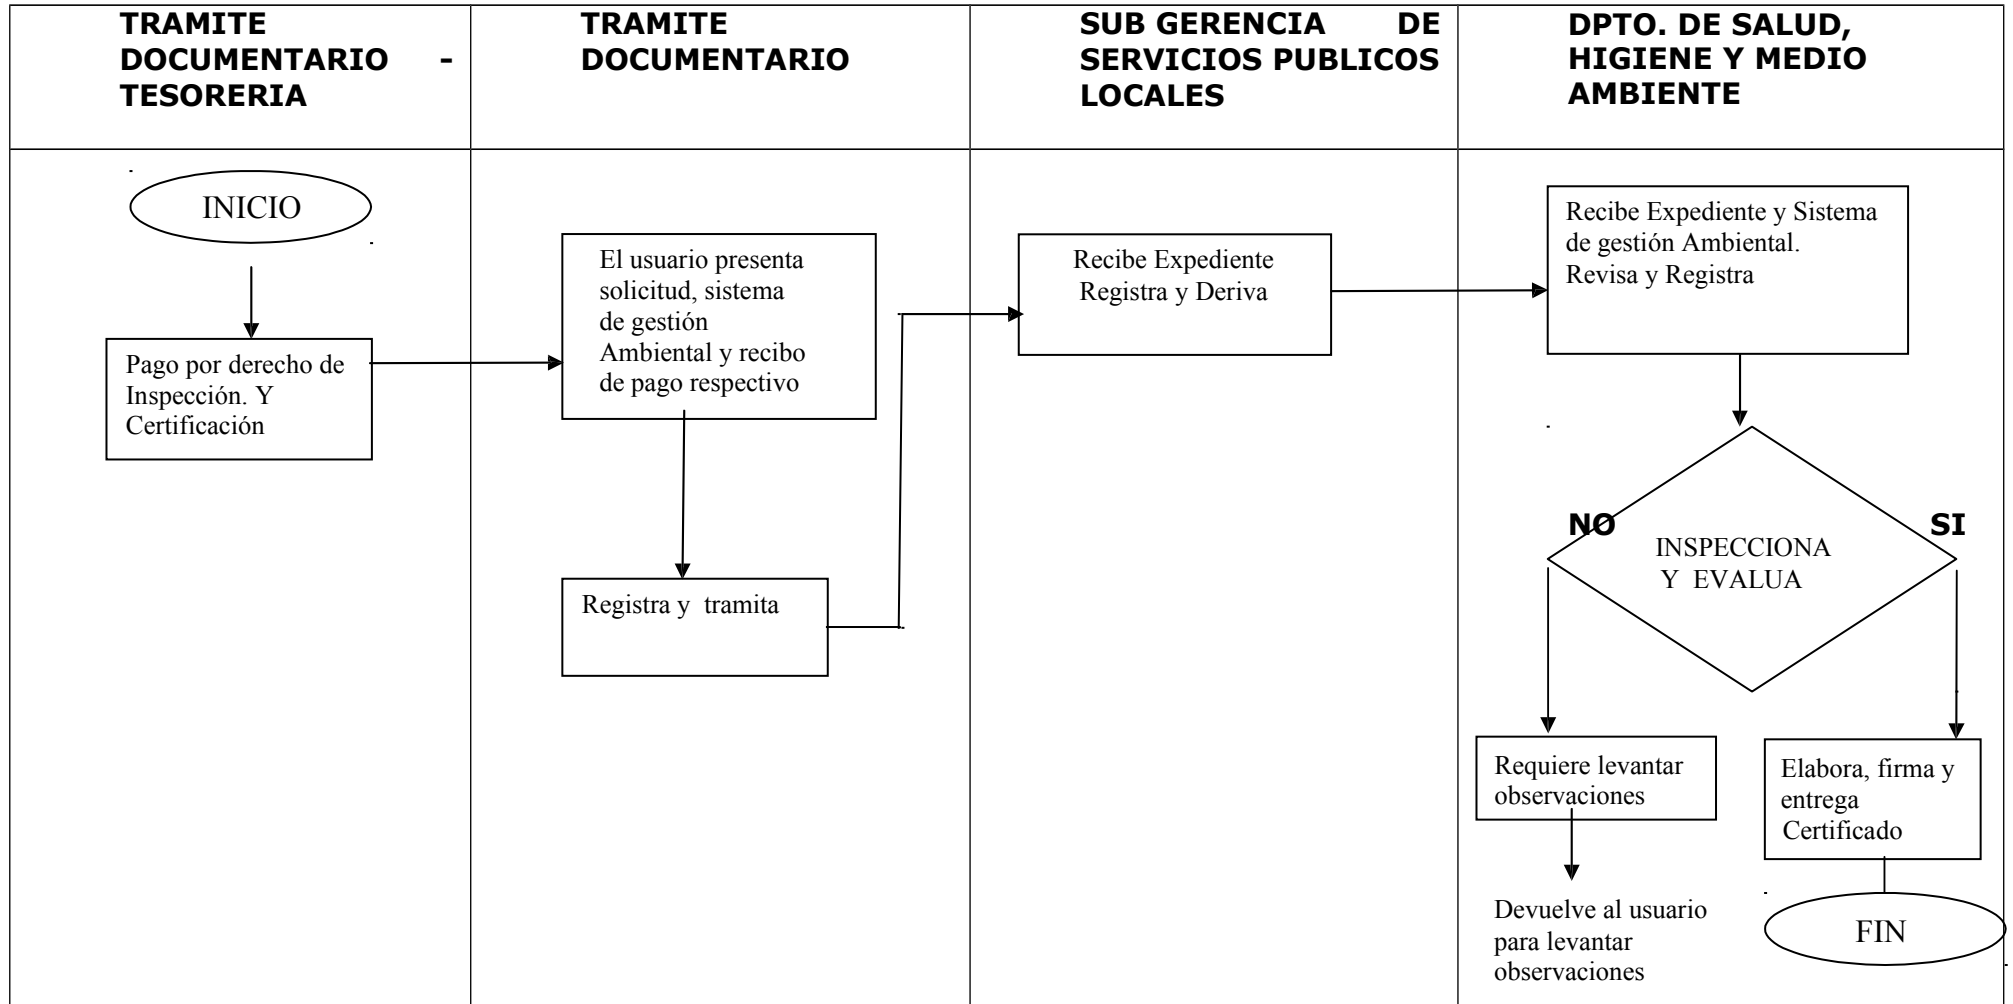 TRAMITE
DOCUMENTARIO -
TESORERIA
TRAMITE
DOCUMENTARIO
SUB GERENCIA DE
SERVICIOS PUBLICOS
LOCALES
DPTO. DE SALUD,
HIGIENE Y MEDIO
AMBIENTE
INICIO
Pago por derecho de
Inspección. Y
Certificación
El usuario presenta
solicitud, sistema
de gestión
Ambiental y recibo
de pago respectivo
Registra y tramita
Recibe Expediente
Registra y Deriva
Recibe Expediente y Sistema
de gestión Ambiental.
Revisa y Registra
NO
SI
INSPECCIONA
Y EVALUA
Requiere levantar
observaciones
Devuelve al usuario
para levantar
observaciones
Elabora, firma y
entrega
Certificado
FIN